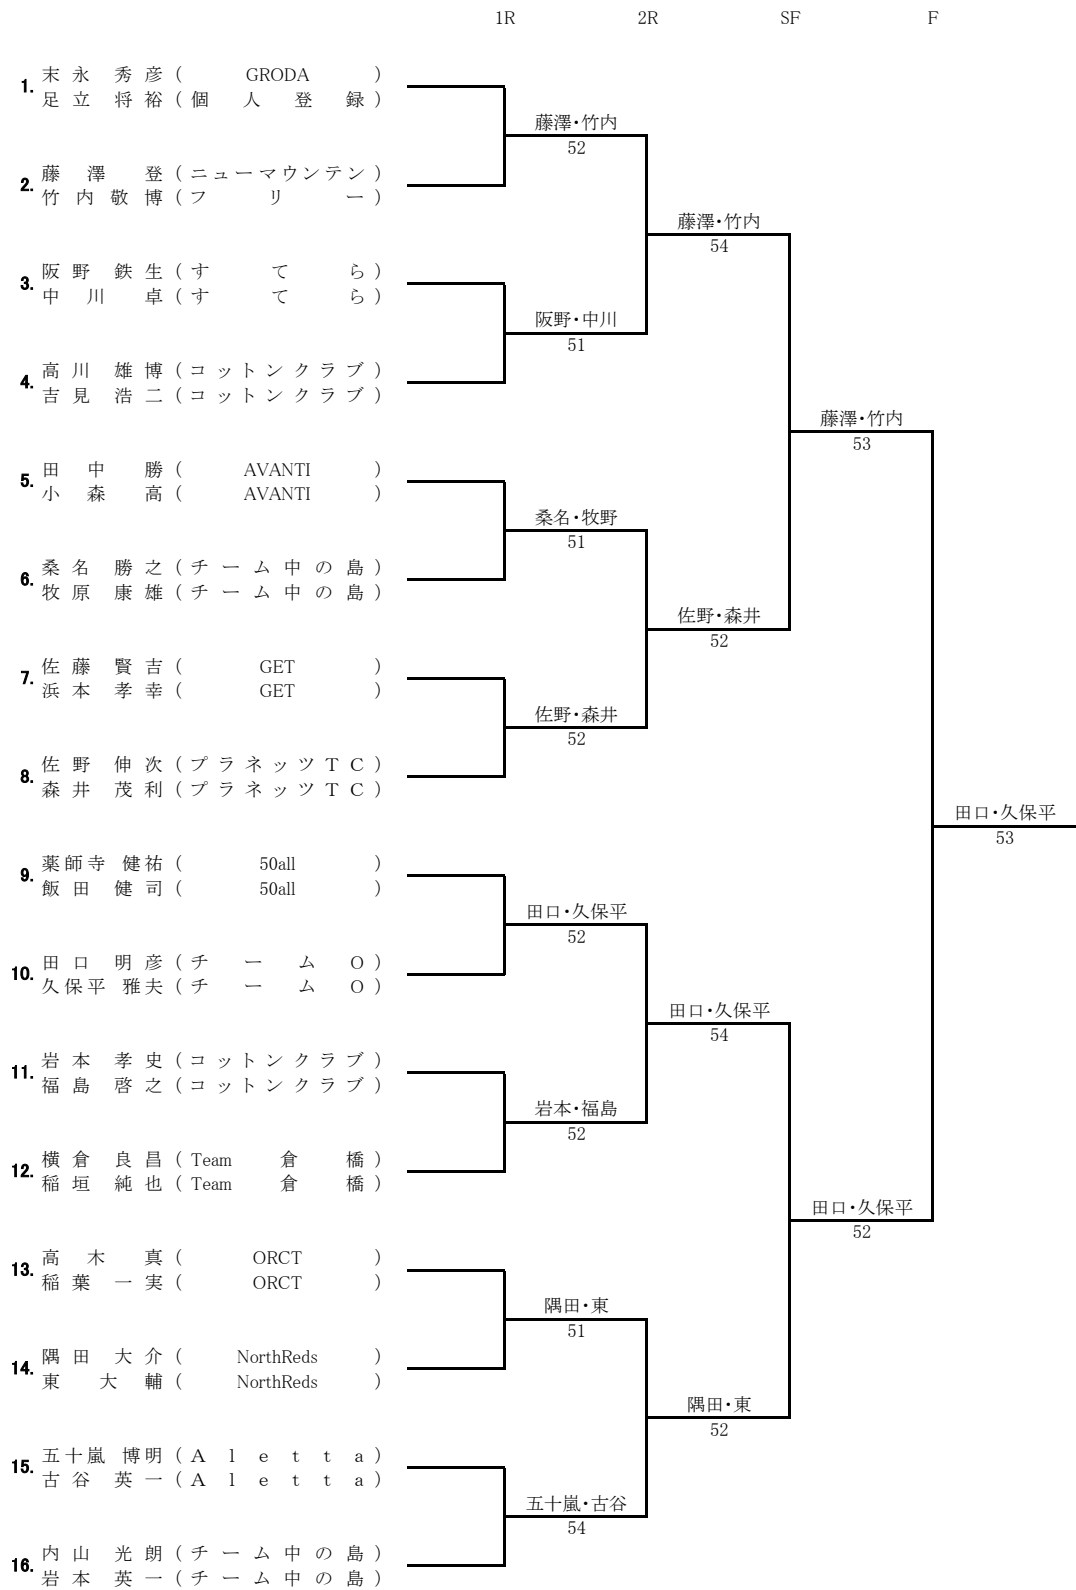 1R 2R SF F
1. 末永 秀彦 ( GRODA )
足立 将裕 ( 個人登録 )
藤澤・竹内
52
2. 藤澤 登 ( ニューマウンテン )
竹内 敬博 ( フリー )
藤澤・竹内
54
3. 阪野 鉄生 ( すてら )
中川 卓 ( すてら )
阪野・中川
51
4. 高川 雄博 ( コットンクラブ )
吉見 浩二 ( コットンクラブ )
藤澤・竹内
53
5. 田中 勝 ( AVANTI )
小森 高 ( AVANTI )
桑名・牧野
51
6. 桑名 勝之 ( チーム中の島 )
牧原 康雄 ( チーム中の島 )
佐野・森井
52
7. 佐藤 賢吉 ( GET )
浜本 孝幸 ( GET )
佐野・森井
52
8. 佐野 伸次 ( プラネッツTC )
森井 茂利 ( プラネッツTC )
田口・久保平
53
9. 薬師寺 健祐 ( 50all )
飯田 健司 ( 50all )
田口・久保平
52
10. 田口 明彦 ( チームO )
久保平 雅夫 ( チームO )
田口・久保平
54
11. 岩本 孝史 ( コットンクラブ )
福島 啓之 ( コットンクラブ )
岩本・福島
52
12. 横倉 良昌 ( Team 倉橋 )
稲垣 純也 ( Team 倉橋 )
田口・久保平
52
13. 高木 真 ( ORCT )
稲葉 一実 ( ORCT )
隅田・東
51
14. 隅田 大介 ( NorthReds )
東 大輔 ( NorthReds )
隅田・東
52
15. 五十嵐 博明 ( Aletta )
古谷 英一 ( Aletta )
五十嵐・古谷
54
16. 内山 光朗 ( チーム中の島 )
岩本 英一 ( チーム中の島 )